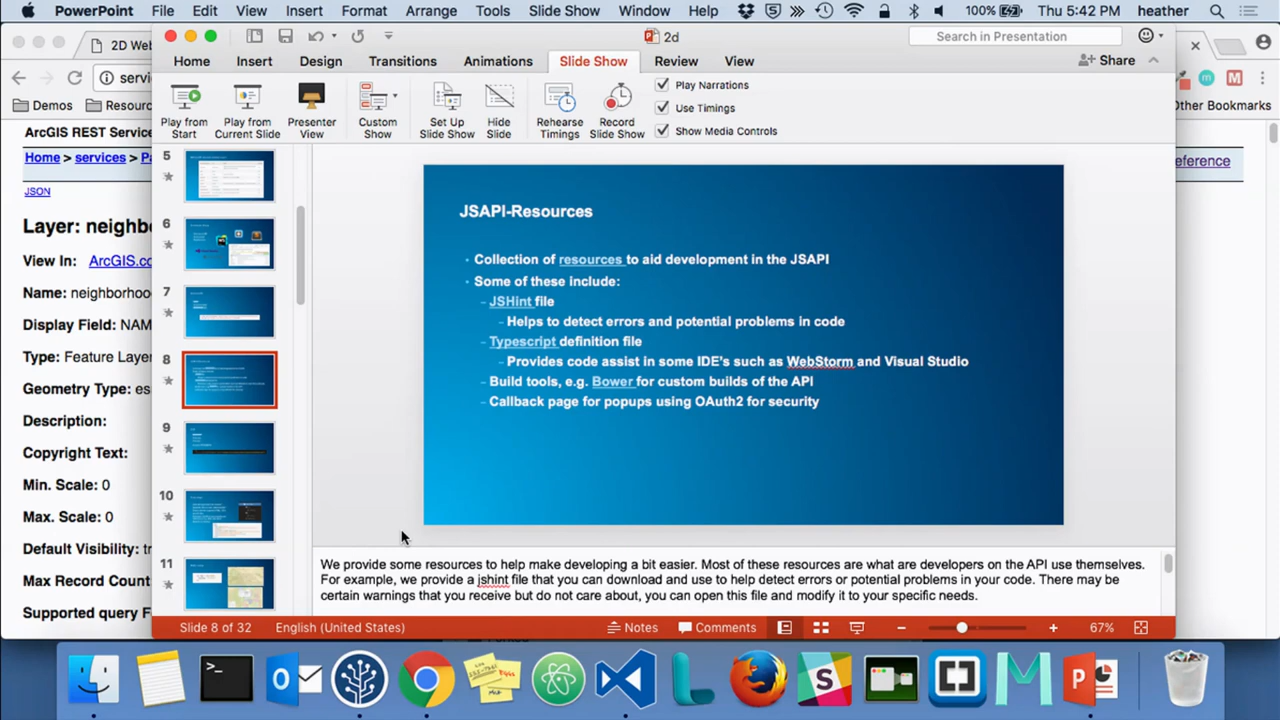 PowerPoint File Edit View Insert Format Arrange Tools Slide Show Window Help 100% Thu 5:42 PM heather
2D Web
2d
Search in Presentation
servi
Home Insert Design Transitions Animations Slide Show Review View Share
Demos Resourc
Other Bookmarks
Play from Start
Play from Current Slide
Presenter View
Custom Show
Set Up Slide Show
Hide Slide
Rehearse Timings
Record Slide Show
Play Narrations
Use Timings
Show Media Controls
ArcGIS REST Service
Home > services > Pa
eference
JSON
Layer: neighbo
View In: ArcGIS.co
Name: neighborhoo
Display Field: NAM
Type: Feature Layer
Geometry Type: es
Description:
Copyright Text:
Min. Scale: 0
Max. Scale: 0
Default Visibility: tr
Max Record Count
Supported query F
5
6
7
8
9
10
11
JSAPI-Resources
Collection of resources to aid development in the JSAPI
Some of these include:
– JSHint file
– Helps to detect errors and potential problems in code
– Typescript definition file
– Provides code assist in some IDE's such as WebStorm and Visual Studio
– Build tools, e.g. Bower for custom builds of the API
– Callback page for popups using OAuth2 for security
We provide some resources to help make developing a bit easier. Most of these resources are what are developers on the API use themselves.
For example, we provide a jshint file that you can download and use to help detect errors or potential problems in your code. There may be
certain warnings that you receive but do not care about, you can open this file and modify it to your specific needs.
Slide 8 of 32 English (United States) Notes Comments 67%